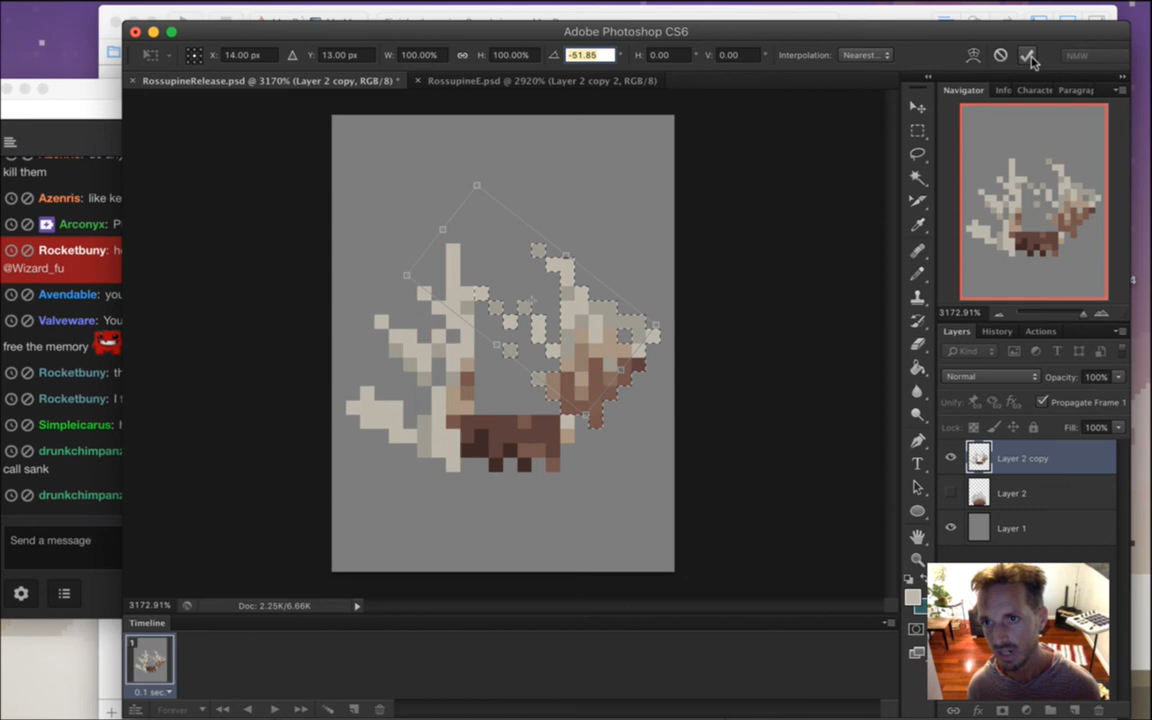 Adobe Photoshop CS6
X: 14.00 px Y: 13.00 px W: 100.00% H: 100.00% -51.85 ° H: 0.00 ° V: 0.00 ° Interpolation: Nearest... NMW
× RossupineRelease.psd @ 3170% (Layer 2 copy, RGB/8) * × RossupineE.psd @ 2920% (Layer 2 copy 2, RGB/8)
kill them
Azenris: like ke
Arconyx: P
Rocketbuny: h
@Wizard_fu
Avendable: you
Valveware: You
free the memory
Rocketbuny: th
Rocketbuny: I
Simpleicarus: h
drunkchimpanz
call sank
drunkchimpanz
Send a message
Navigator Info Characte Paragra
3172.91%
Layers History Actions
Kind
Normal Opacity: 100%
Unify: Propagate Frame 1
Lock: Fill: 100%
Layer 2 copy
Layer 2
Layer 1
3172.91% Doc: 2.25K/6.66K
Timeline
1
0.1 sec.
Forever